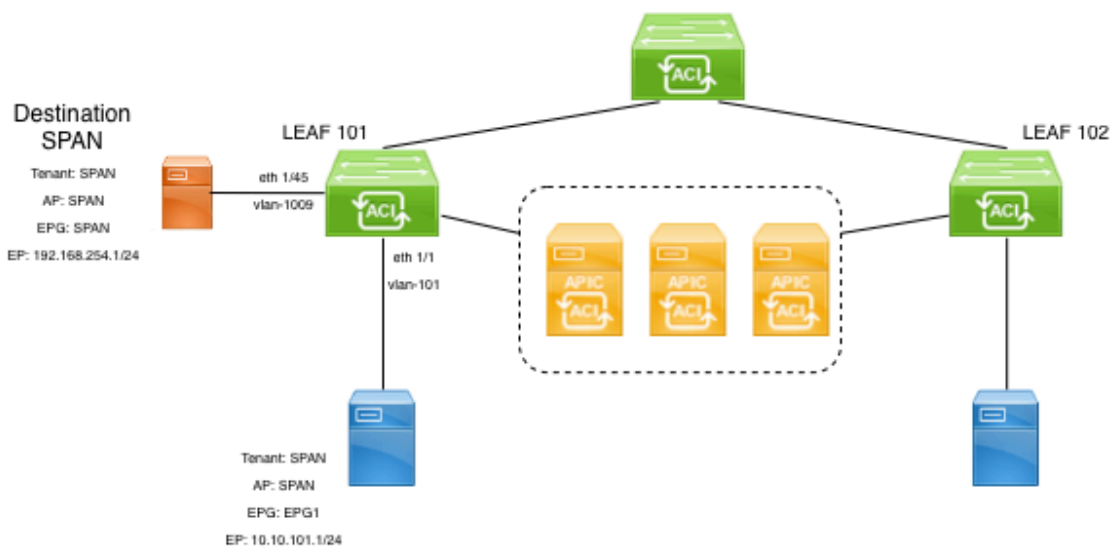 ACI
Destination
SPAN
Tenant: SPAN
AP: SPAN
EPG: SPAN
EP: 192.168.254.1/24
LEAF 101
LEAF 102
eth 1/45
vlan-1009
ACI
ACI
eth 1/1
vlan-101
APIC
ACI
APIC
ACI
APIC
ACI
Tenant: SPAN
AP: SPAN
EPG: EPG1
EP: 10.10.101.1/24